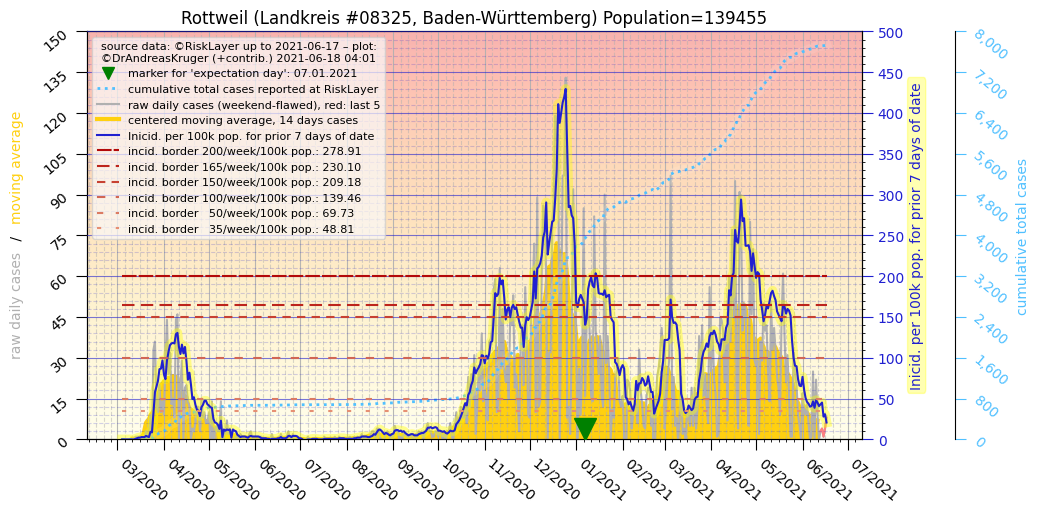 Rottweil (Landkreis #08325, Baden-Württemberg) Population=139455
source data: ©RiskLayer up to 2021-06-17 – plot:
©DrAndreasKruger (+contrib.) 2021-06-18 04:01
marker for 'expectation day': 07.01.2021
cumulative total cases reported at RiskLayer
raw daily cases (weekend-flawed), red: last 5
centered moving average, 14 days cases
Inicid. per 100k pop. for prior 7 days of date
incid. border 200/week/100k pop.: 278.91
incid. border 165/week/100k pop.: 230.10
incid. border 150/week/100k pop.: 209.18
incid. border 100/week/100k pop.: 139.46
incid. border   50/week/100k pop.: 69.73
incid. border   35/week/100k pop.: 48.81
raw daily cases / moving average
150
135
120
105
90
75
60
45
30
15
0
03/2020
04/2020
05/2020
06/2020
07/2020
08/2020
09/2020
10/2020
11/2020
12/2020
01/2021
02/2021
03/2021
04/2021
05/2021
06/2021
07/2021
500
450
400
350
300
250
200
150
100
50
0
Inicid. per 100k pop. for prior 7 days of date
8,000
7,200
6,400
5,600
4,800
4,000
3,200
2,400
1,600
800
0
cumulative total cases